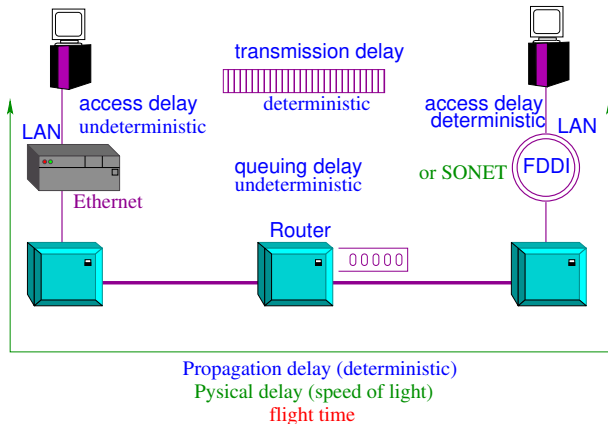 transmission delay
deterministic
access delay
undeterministic
LAN
Ethernet
queuing delay
undeterministic
access delay
deterministic
LAN
FDDI
or SONET
Router
00000
Propagation delay (deterministic)
Pysical delay (speed of light)
flight time